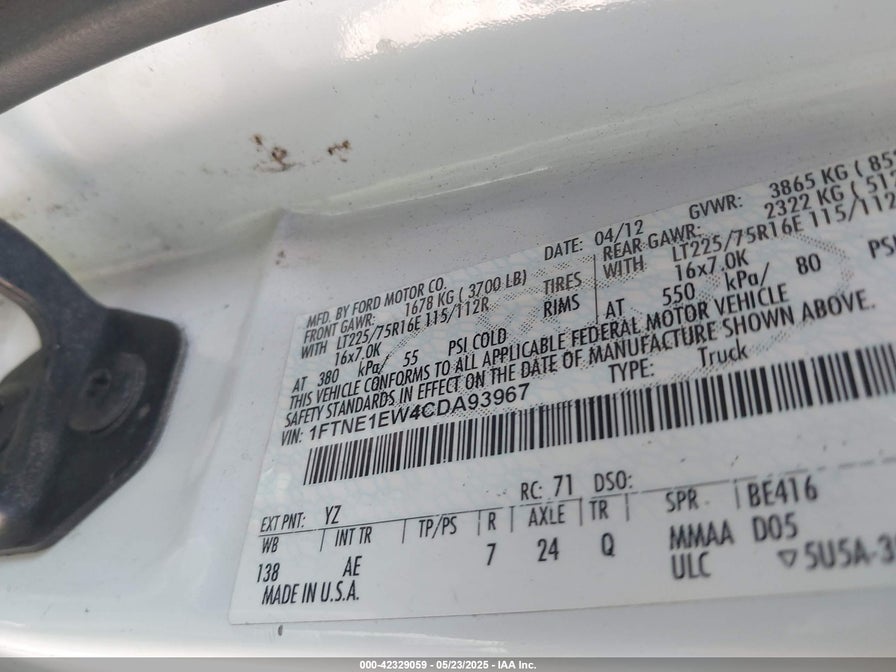 MFD. BY FORD MOTOR CO.
DATE: 04/12
GVWR: 3865 KG
FRONT GAWR: 1678 KG ( 3700 LB)
REAR GAWR: 2322 KG
WITH LT225/75R16E 115/112R TIRES
WITH LT225/75R16E 115/112
16x7.0K RIMS
16x7.0K
AT 380 kPa/ 55 PSI COLD
AT 550 kPa/ 80 PSI
THIS VEHICLE CONFORMS TO ALL APPLICABLE FEDERAL MOTOR VEHICLE
SAFETY STANDARDS IN EFFECT ON THE DATE OF MANUFACTURE SHOWN ABOVE.
VIN: 1FTNE1EW4CDA93967
TYPE: Truck
EXT PNT: YZ RC: 71 DSO:
WB INT TR TP/PS R AXLE TR SPR BE416
138 AE 7 24 Q MMAA D05
MADE IN U.S.A. ULC 5U5A-
000-42329059 - 05/23/2025 - IAA Inc.